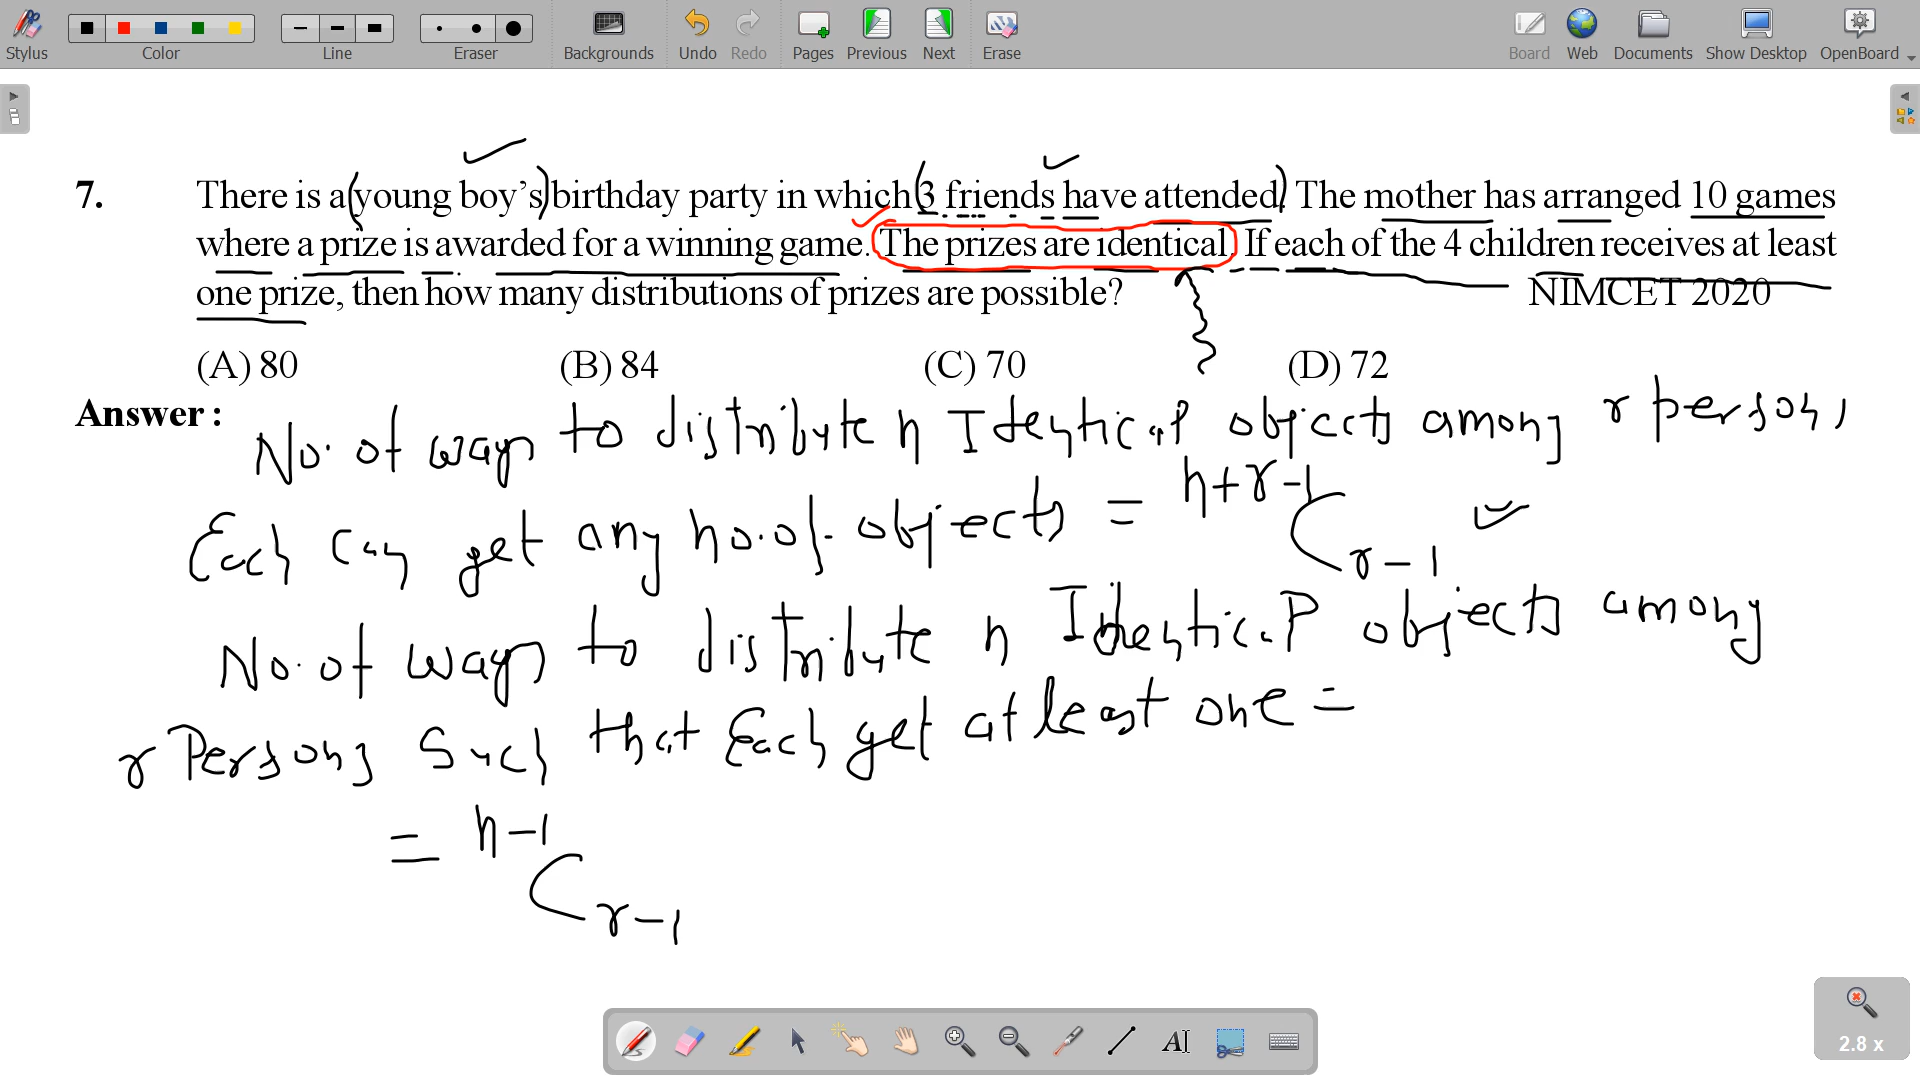 Stylus Color Line Eraser Backgrounds Undo Redo Pages Previous Next Erase Board Web Documents Show Desktop OpenBoard
7. There is a (young boy's) birthday party in which (3 friends have attended.) The mother has arranged 10 games
where a prize is awarded for a winning game. The prizes are identical. If each of the 4 children receives at least
one prize, then how many distributions of prizes are possible? NIMCET 2020
(A) 80 (B) 84 (C) 70 (D) 72
Answer :
No. of ways to distribute n Identical objects among r persons,
Each can get any no. of objects = n+r-1 C r-1
No. of ways to distribute n Identical objects among
r Persons such that Each get at least one =
= n-1 C r-1
AI
2.8 x